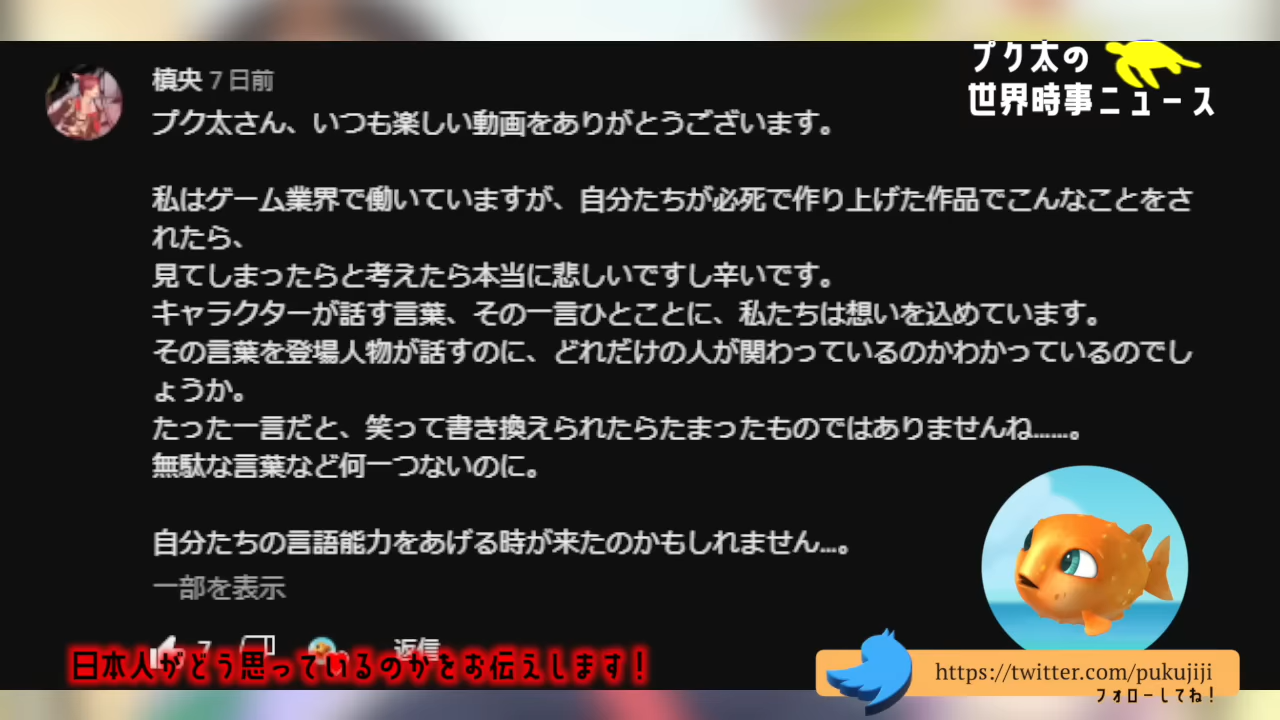 プク太の
世界時事ニュース
槙央 7日前
プク太さん、いつも楽しい動画をありがとうございます。
私はゲーム業界で働いていますが、自分たちが必死で作り上げた作品でこんなことをさ
れたら、
見てしまったらと考えたら本当に悲しいですし辛いです。
キャラクターが話す言葉、その一言ひとことに、私たちは想いを込めています。
その言葉を登場人物が話すのに、どれだけの人が関わっているのかわかっているのでし
ょうか。
たった一言だと、笑って書き換えられたらたまったものではありませんね……。
無駄な言葉など何一つないのに。
自分たちの言語能力をあげる時が来たのかもしれません…。
一部を表示
7 返信
日本人がどう思っているのかをお伝えします!
https://twitter.com/pukujiji
フォローしてね!